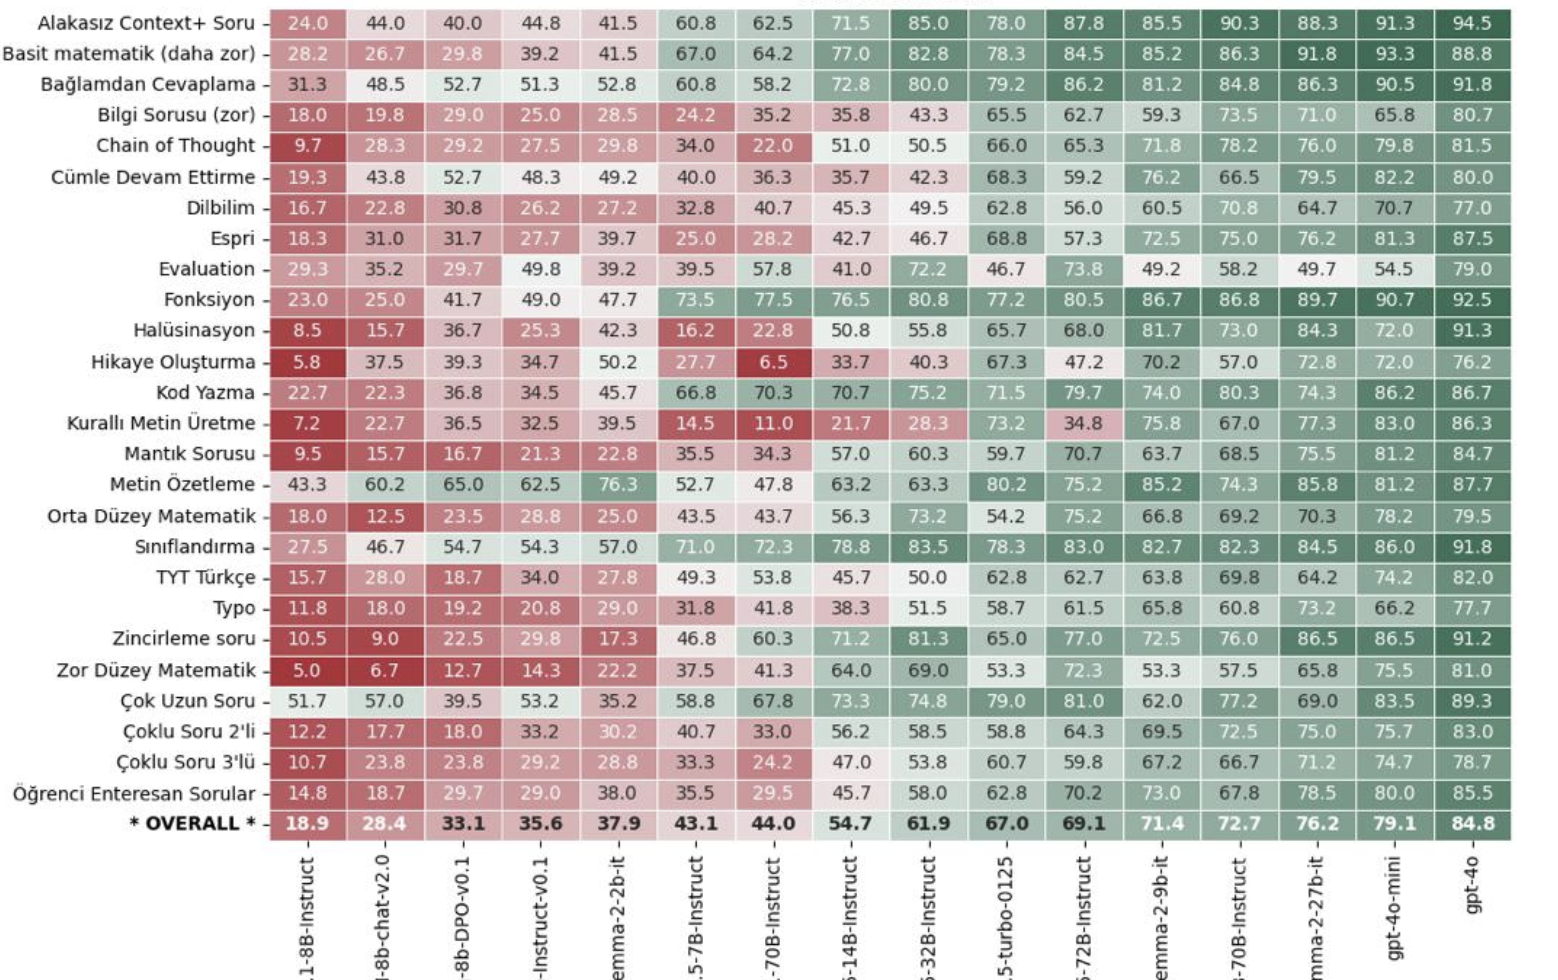 Alakasız Context+ Soru 24.0 44.0 40.0 44.8 41.5 60.8 62.5 71.5 85.0 78.0 87.8 85.5 90.3 88.3 91.3 94.5
Basit matematik (daha zor) 28.2 26.7 29.8 39.2 41.5 67.0 64.2 77.0 82.8 78.3 84.5 85.2 86.3 91.8 93.3 88.8
Bağlamdan Cevaplama 31.3 48.5 52.7 51.3 52.8 60.8 58.2 72.8 80.0 79.2 86.2 81.2 84.8 86.3 90.5 91.8
Bilgi Sorusu (zor) 18.0 19.8 29.0 25.0 28.5 24.2 35.2 35.8 43.3 65.5 62.7 59.3 73.5 71.0 65.8 80.7
Chain of Thought 9.7 28.3 29.2 27.5 29.8 34.0 22.0 51.0 50.5 66.0 65.3 71.8 78.2 76.0 79.8 81.5
Cümle Devam Ettirme 19.3 43.8 52.7 48.3 49.2 40.0 36.3 35.7 42.3 68.3 59.2 76.2 66.5 79.5 82.2 80.0
Dilbilim 16.7 22.8 30.8 26.2 27.2 32.8 40.7 45.3 49.5 62.8 56.0 60.5 70.8 64.7 70.7 77.0
Espri 18.3 31.0 31.7 27.7 39.7 25.0 28.2 42.7 46.7 68.8 57.3 72.5 75.0 76.2 81.3 87.5
Evaluation 29.3 35.2 29.7 49.8 39.2 39.5 57.8 41.0 72.2 46.7 73.8 49.2 58.2 49.7 54.5 79.0
Fonksiyon 23.0 25.0 41.7 49.0 47.7 73.5 77.5 76.5 80.8 77.2 80.5 86.7 86.8 89.7 90.7 92.5
Halüsinasyon 8.5 15.7 36.7 25.3 42.3 16.2 22.8 50.8 55.8 65.7 68.0 81.7 73.0 84.3 72.0 91.3
Hikaye Oluşturma 5.8 37.5 39.3 34.7 50.2 27.7 6.5 33.7 40.3 67.3 47.2 70.2 57.0 72.8 72.0 76.2
Kod Yazma 22.7 22.3 36.8 34.5 45.7 66.8 70.3 70.7 75.2 71.5 79.7 74.0 80.3 74.3 86.2 86.7
Kurallı Metin Üretme 7.2 22.7 36.5 32.5 39.5 14.5 11.0 21.7 28.3 73.2 34.8 75.8 67.0 77.3 83.0 86.3
Mantık Sorusu 9.5 15.7 16.7 21.3 22.8 35.5 34.3 57.0 60.3 59.7 70.7 63.7 68.5 75.5 81.2 84.7
Metin Özetleme 43.3 60.2 65.0 62.5 76.3 52.7 47.8 63.2 63.3 80.2 75.2 85.2 74.3 85.8 81.2 87.7
Orta Düzey Matematik 18.0 12.5 23.5 28.8 25.0 43.5 43.7 56.3 73.2 54.2 75.2 66.8 69.2 70.3 78.2 79.5
Sınıflandırma 27.5 46.7 54.7 54.3 57.0 71.0 72.3 78.8 83.5 78.3 83.0 82.7 82.3 84.5 86.0 91.8
TYT Türkçe 15.7 28.0 18.7 34.0 27.8 49.3 53.8 45.7 50.0 62.8 62.7 63.8 69.8 64.2 74.2 82.0
Typo 11.8 18.0 19.2 20.8 29.0 31.8 41.8 38.3 51.5 58.7 61.5 65.8 60.8 73.2 66.2 77.7
Zincirleme soru 10.5 9.0 22.5 29.8 17.3 46.8 60.3 71.2 81.3 65.0 77.0 72.5 76.0 86.5 86.5 91.2
Zor Düzey Matematik 5.0 6.7 12.7 14.3 22.2 37.5 41.3 64.0 69.0 53.3 72.3 53.3 57.5 65.8 75.5 81.0
Çok Uzun Soru 51.7 57.0 39.5 53.2 35.2 58.8 67.8 73.3 74.8 79.0 81.0 62.0 77.2 69.0 83.5 89.3
Çoklu Soru 2'li 12.2 17.7 18.0 33.2 30.2 40.7 33.0 56.2 58.5 58.8 64.3 69.5 72.5 75.0 75.7 83.0
Çoklu Soru 3'lü 10.7 23.8 23.8 29.2 28.8 33.3 24.2 47.0 53.8 60.7 59.8 67.2 66.7 71.2 74.7 78.7
Öğrenci Enteresan Sorular 14.8 18.7 29.7 29.0 38.0 35.5 29.5 45.7 58.0 62.8 70.2 73.0 67.8 78.5 80.0 85.5
* OVERALL * 18.9 28.4 33.1 35.6 37.9 43.1 44.0 54.7 61.9 67.0 69.1 71.4 72.7 76.2 79.1 84.8
.1-8B-Instruct
-8b-chat-v2.0
-8b-DPO-v0.1
-Instruct-v0.1
emma-2-2b-it
.5-7B-Instruct
.70B-Instruct
-14B-Instruct
-32B-Instruct
5-turbo-0125
-72B-Instruct
emma-2-9b-it
-70B-Instruct
mma-2-27b-it
gpt-4o-mini
gpt-4o